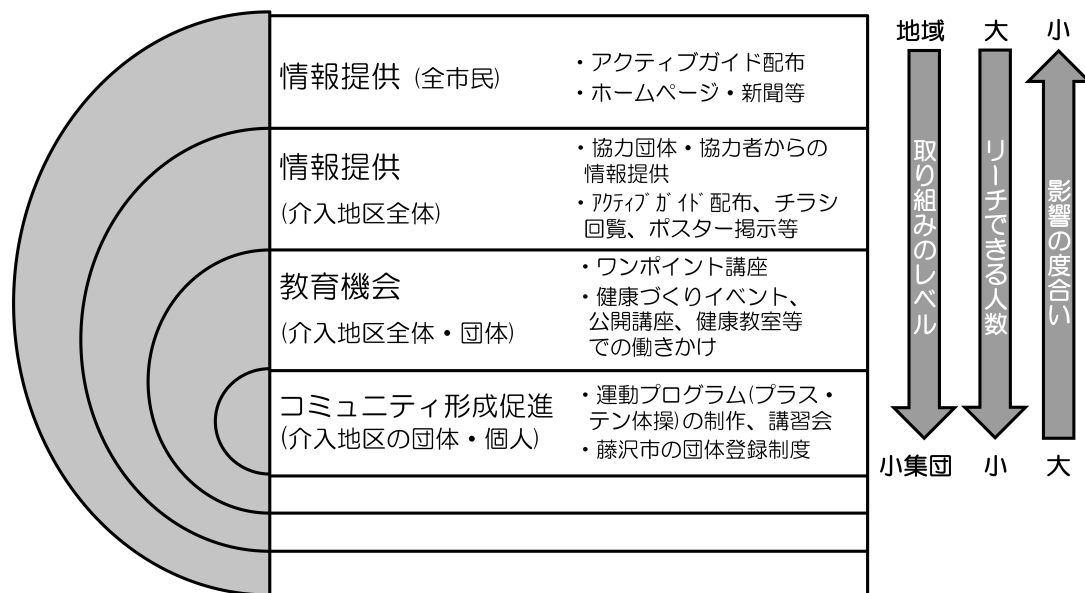 情報提供 (全市民)
・アクティブガイド配布
・ホームページ・新聞等
情報提供
(介入地区全体)
・協力団体・協力者からの
情報提供
・ｱｸﾃｨﾌﾞｶﾞｲﾄﾞ配布、チラシ
回覧、ポスター掲示等
教育機会
(介入地区全体・団体)
・ワンポイント講座
・健康づくりイベント、
公開講座、健康教室等
での働きかけ
コミュニティ形成促進
(介入地区の団体・個人)
・運動プログラム(プラス・
テン体操)の制作、講習会
・藤沢市の団体登録制度
地域
取り組みのレベル
小集団
大
リーチできる人数
小
小
影響の度合い
大